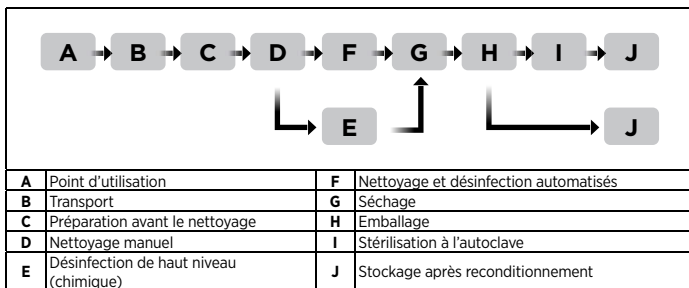 A B C D F G H I J
E J
A Point d'utilisation F Nettoyage et désinfection automatisés
B Transport G Séchage
C Préparation avant le nettoyage H Emballage
D Nettoyage manuel I Stérilisation à l'autoclave
E Désinfection de haut niveau
(chimique) J Stockage après reconditionnement